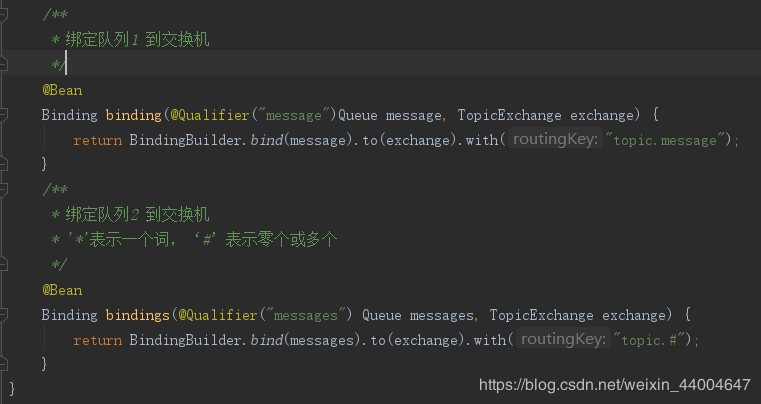 /**
 * 绑定队列1 到交换机
 */
@Bean
Binding binding(@Qualifier("message")Queue message, TopicExchange exchange) {
    return BindingBuilder.bind(message).to(exchange).with( routingKey: "topic.message");
}
/**
 * 绑定队列2 到交换机
 * '*'表示一个词, ‘#’表示零个或多个
 */
@Bean
Binding bindings(@Qualifier("messages") Queue messages, TopicExchange exchange) {
    return BindingBuilder.bind(messages).to(exchange).with( routingKey: "topic.#");
}
}
https://blog.csdn.net/weixin_44004647